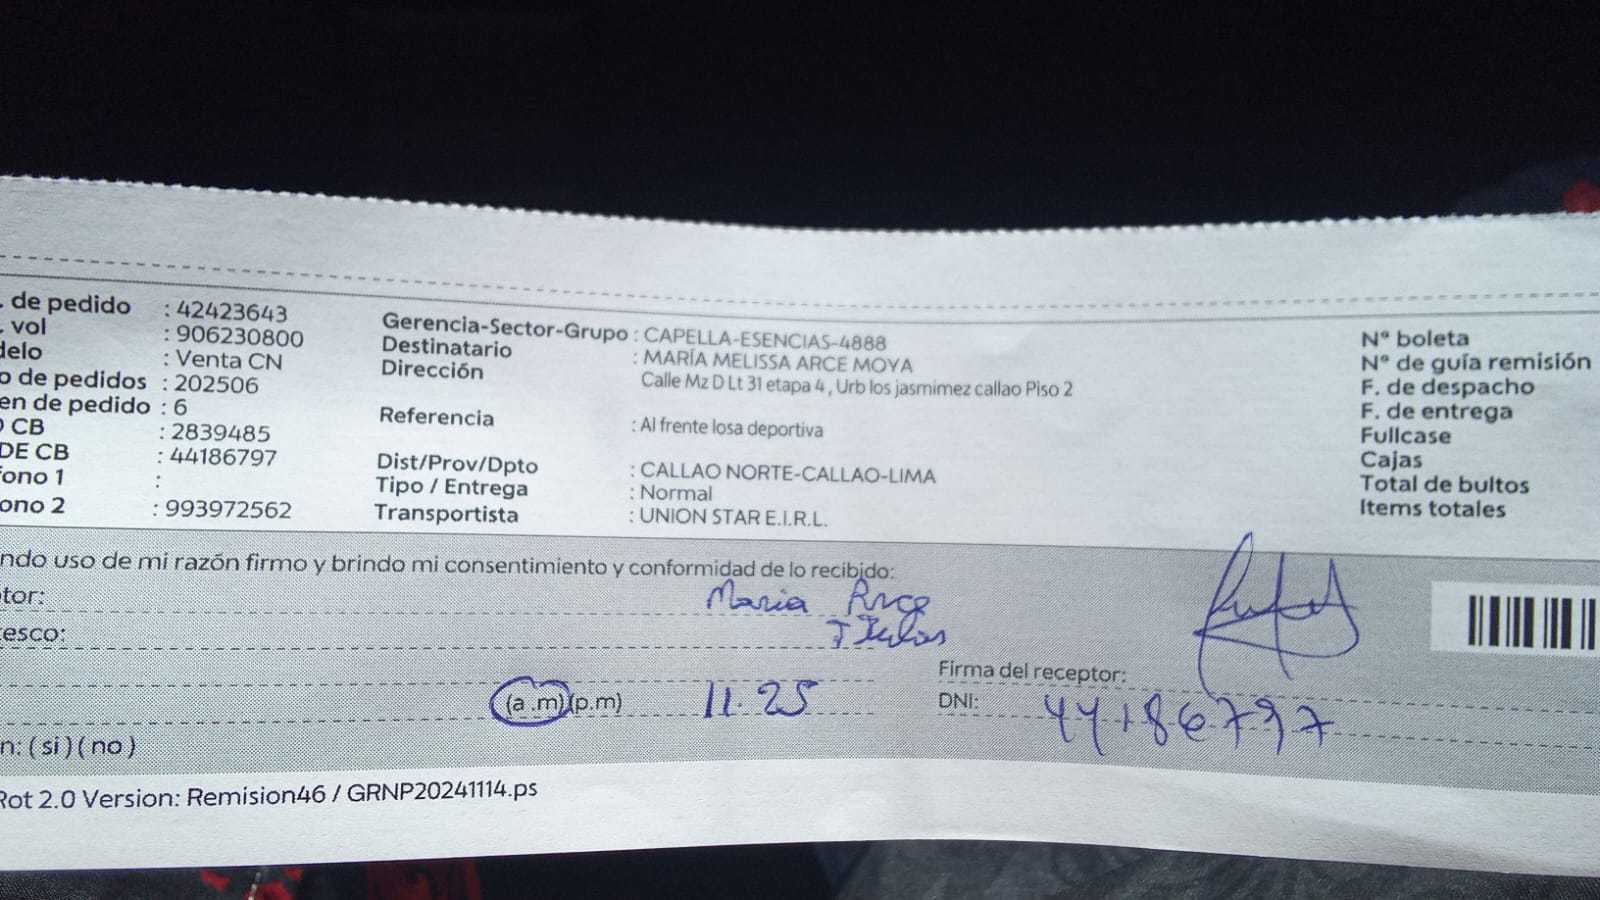 . de pedido : 42423643
. vol : 906230800
delo : Venta CN
o de pedidos : 202506
en de pedido : 6
O CB : 2839485
DE CB : 44186797
fono 1 :
ono 2 : 993972562
Gerencia-Sector-Grupo : CAPELLA-ESENCIAS-4888
Destinatario : MARÍA MELISSA ARCE MOYA
Dirección Calle Mz D Lt 31 etapa 4 , Urb los jasmimez callao Piso 2
Referencia : Al frente losa deportiva
Dist/Prov/Dpto : CALLAO NORTE-CALLAO-LIMA
Tipo / Entrega : Normal
Transportista : UNION STAR E.I.R.L.
N° boleta
N° de guía remisión
F. de despacho
F. de entrega
Fullcase
Cajas
Total de bultos
Items totales
ndo uso de mi razón firmo y brindo mi consentimiento y conformidad de lo recibido:
tor: Maria Arce
esco:
(a .m)(p.m) 11.25
Firma del receptor:
DNI: 44186797
n: ( si ) ( no )
Rot 2.0 Version: Remision46 / GRNP20241114.ps